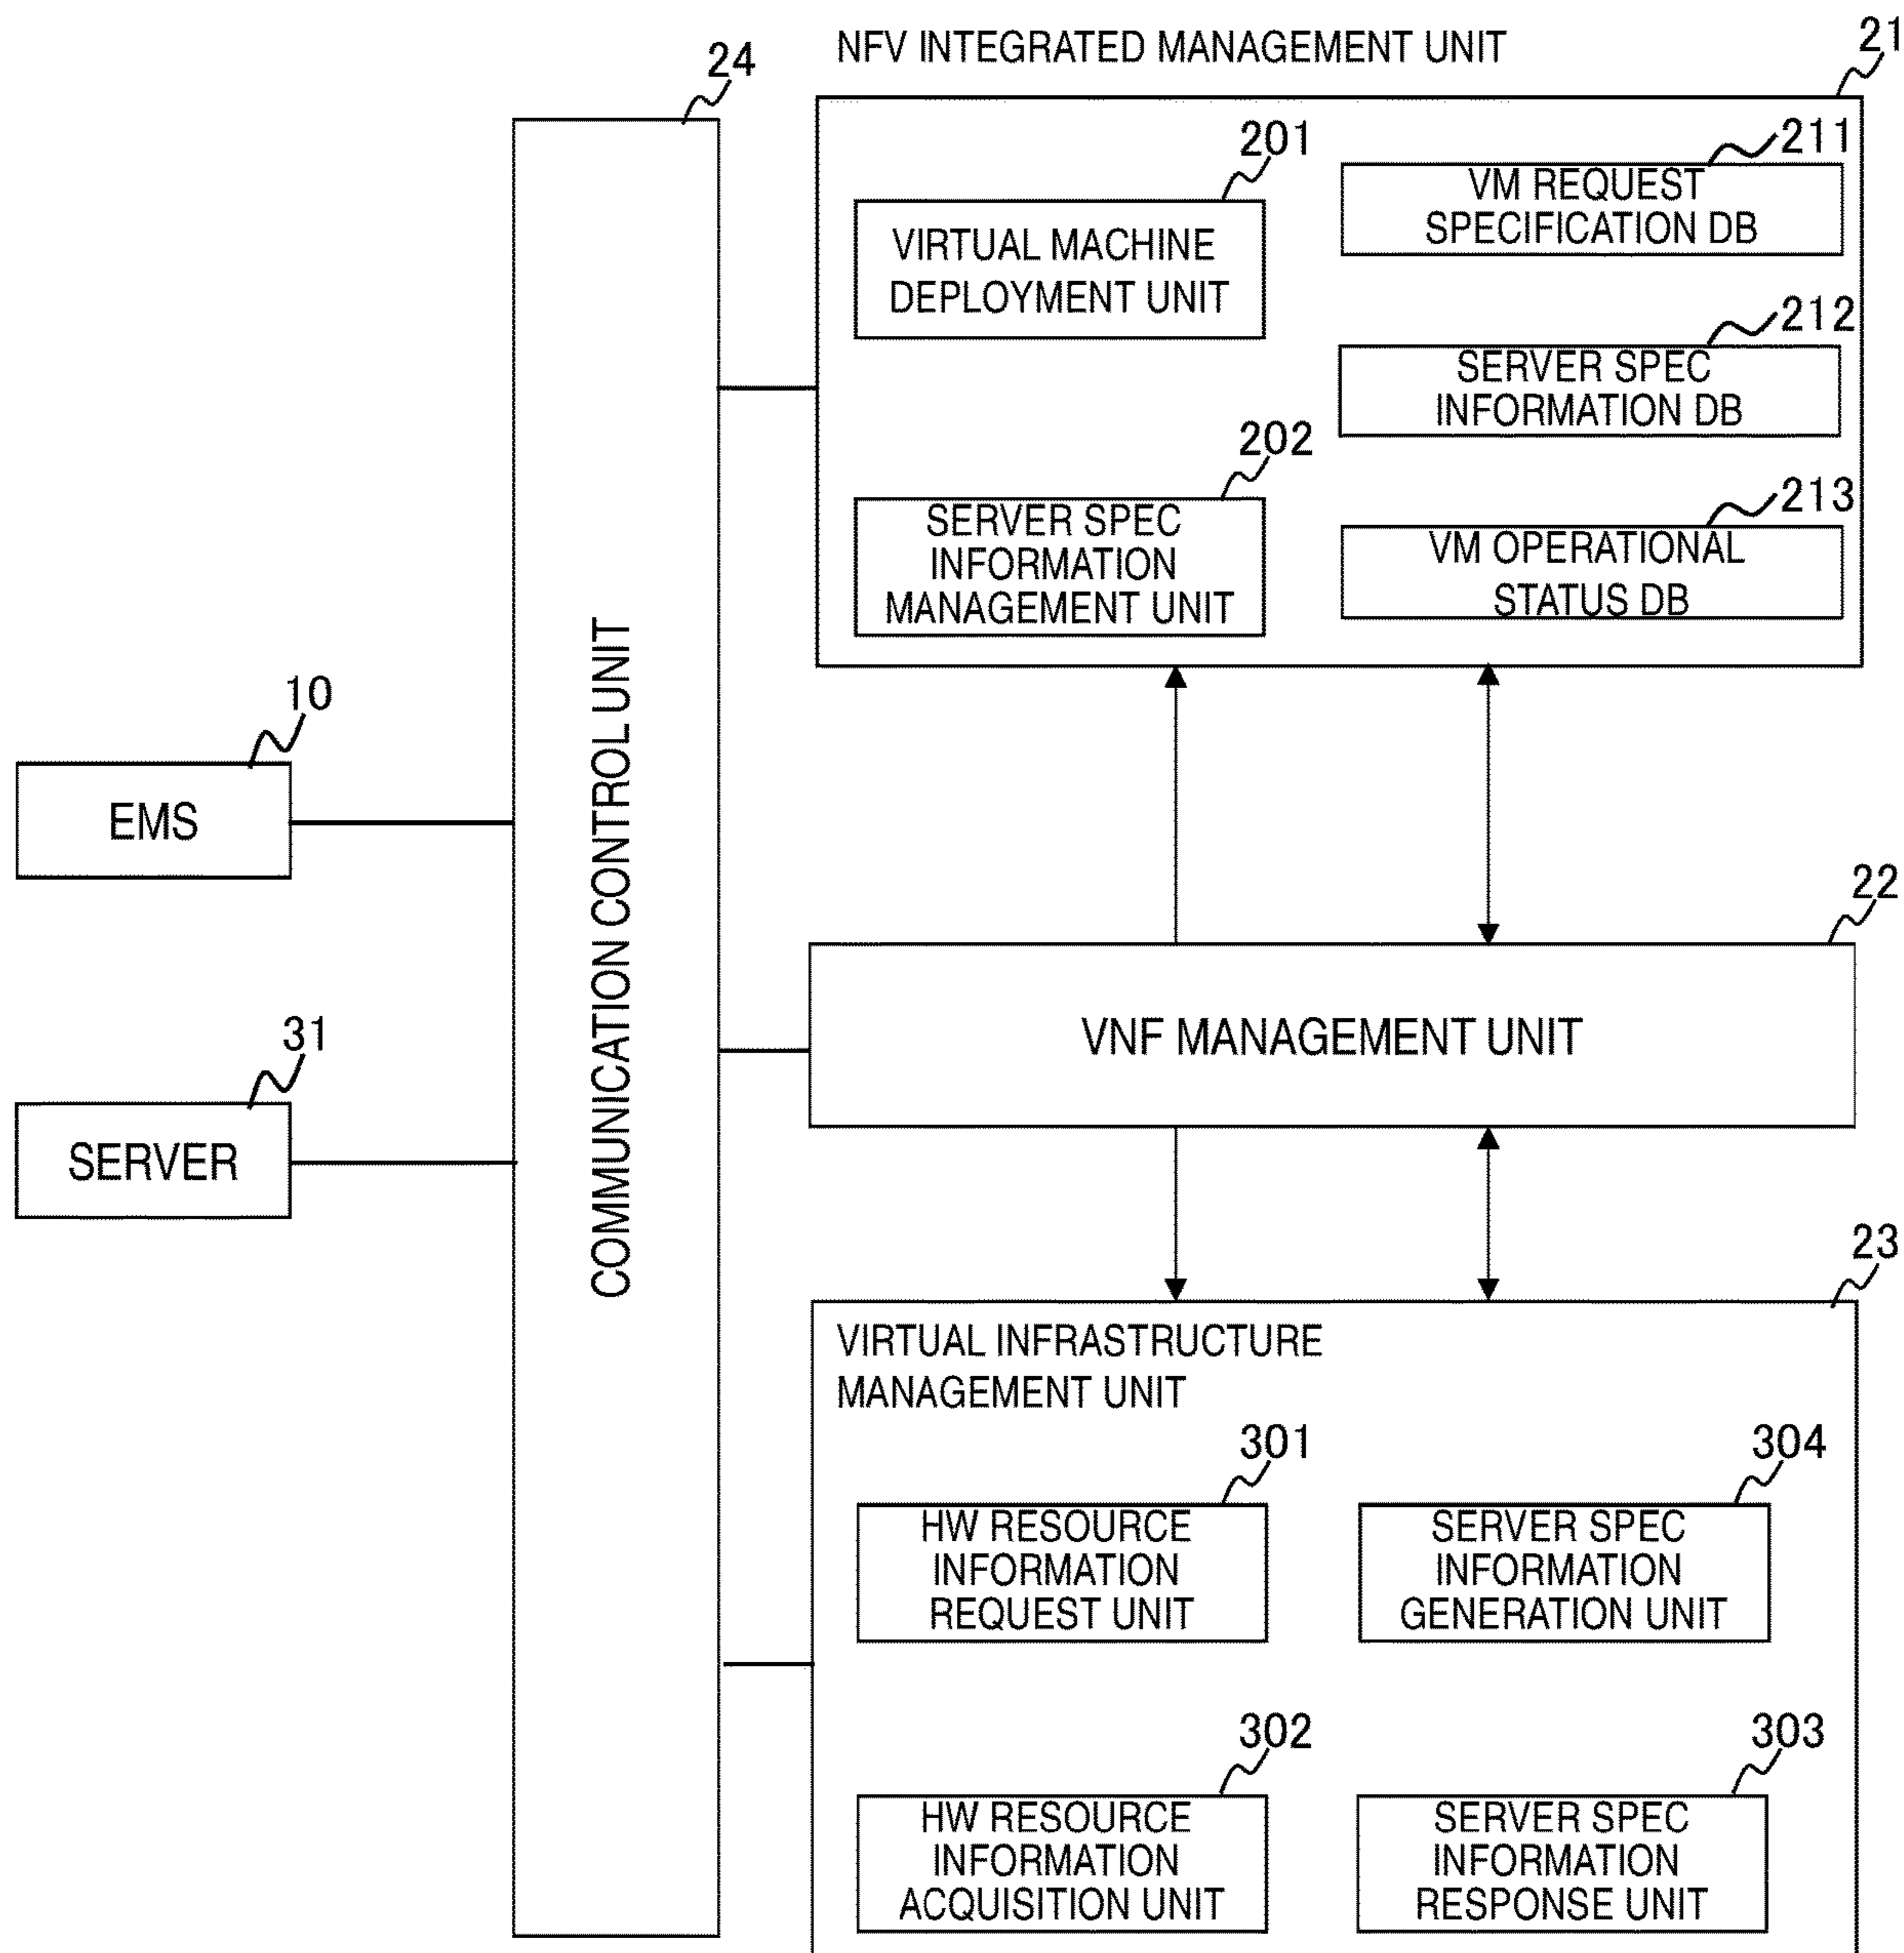 NFV INTEGRATED MANAGEMENT UNIT
21
24
201
VIRTUAL MACHINE
DEPLOYMENT UNIT
211
VM REQUEST
SPECIFICATION DB
212
SERVER SPEC
INFORMATION DB
202
SERVER SPEC
INFORMATION
MANAGEMENT UNIT
213
VM OPERATIONAL
STATUS DB
COMMUNICATION CONTROL UNIT
10
EMS
31
SERVER
22
VNF MANAGEMENT UNIT
23
VIRTUAL INFRASTRUCTURE
MANAGEMENT UNIT
301
HW RESOURCE
INFORMATION
REQUEST UNIT
304
SERVER SPEC
INFORMATION
GENERATION UNIT
302
HW RESOURCE
INFORMATION
ACQUISITION UNIT
303
SERVER SPEC
INFORMATION
RESPONSE UNIT